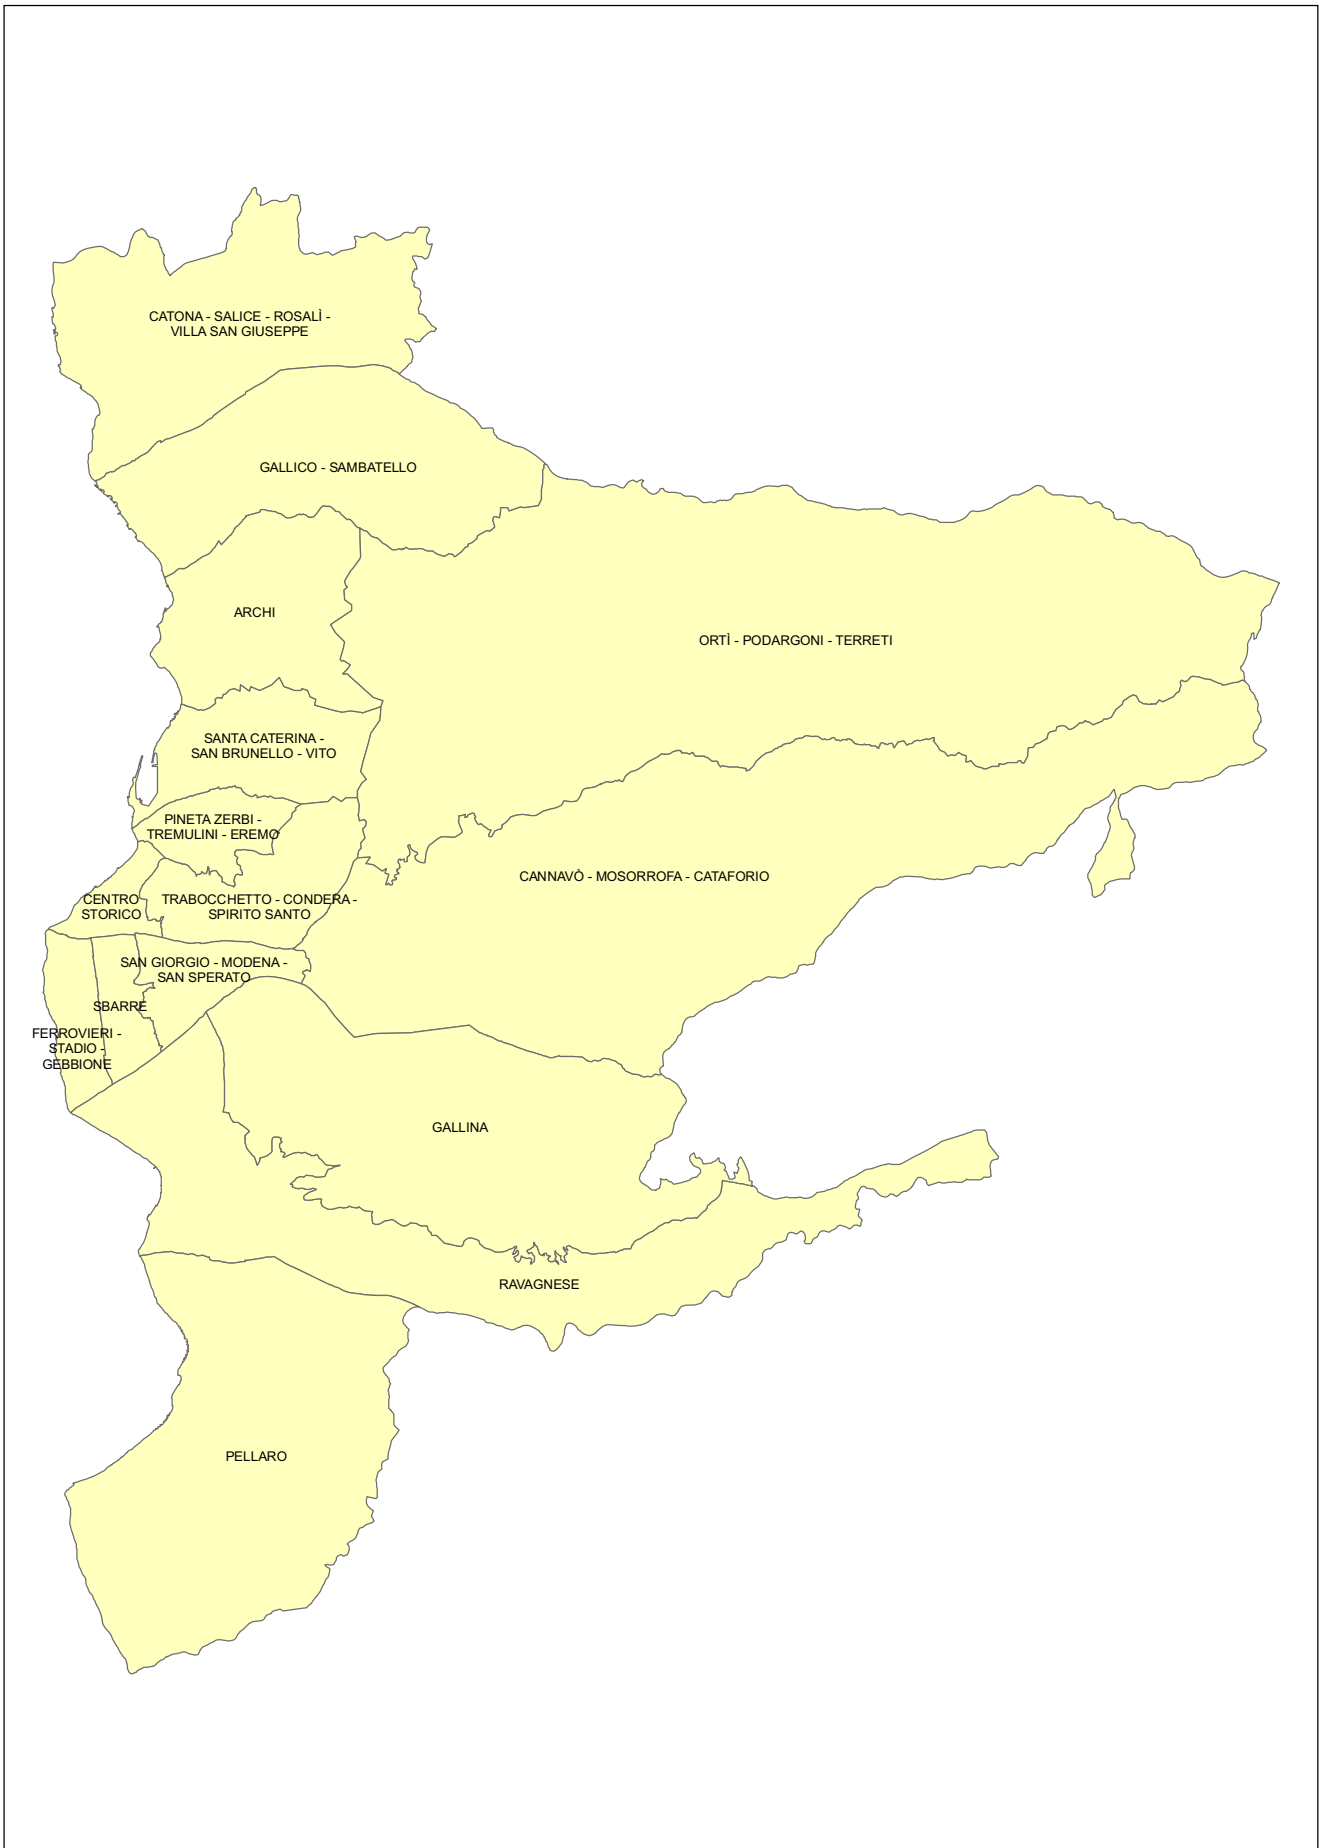 CATONA - SALICE - ROSALÌ -
VILLA SAN GIUSEPPE
GALLICO - SAMBATELLO
ARCHI
ORTÌ - PODARGONI - TERRETI
SANTA CATERINA -
SAN BRUNELLO - VITO
PINETA ZERBI -
TREMULINI - EREMO
CANNAVÒ - MOSORROFA - CATAFORIO
CENTRO
STORICO
TRABOCCHETTO - CONDERA -
SPIRITO SANTO
SAN GIORGIO - MODENA -
SAN SPERATO
SBARRE
FERROVIERI -
STADIO -
GEBBIONE
GALLINA
RAVAGNESE
PELLARO